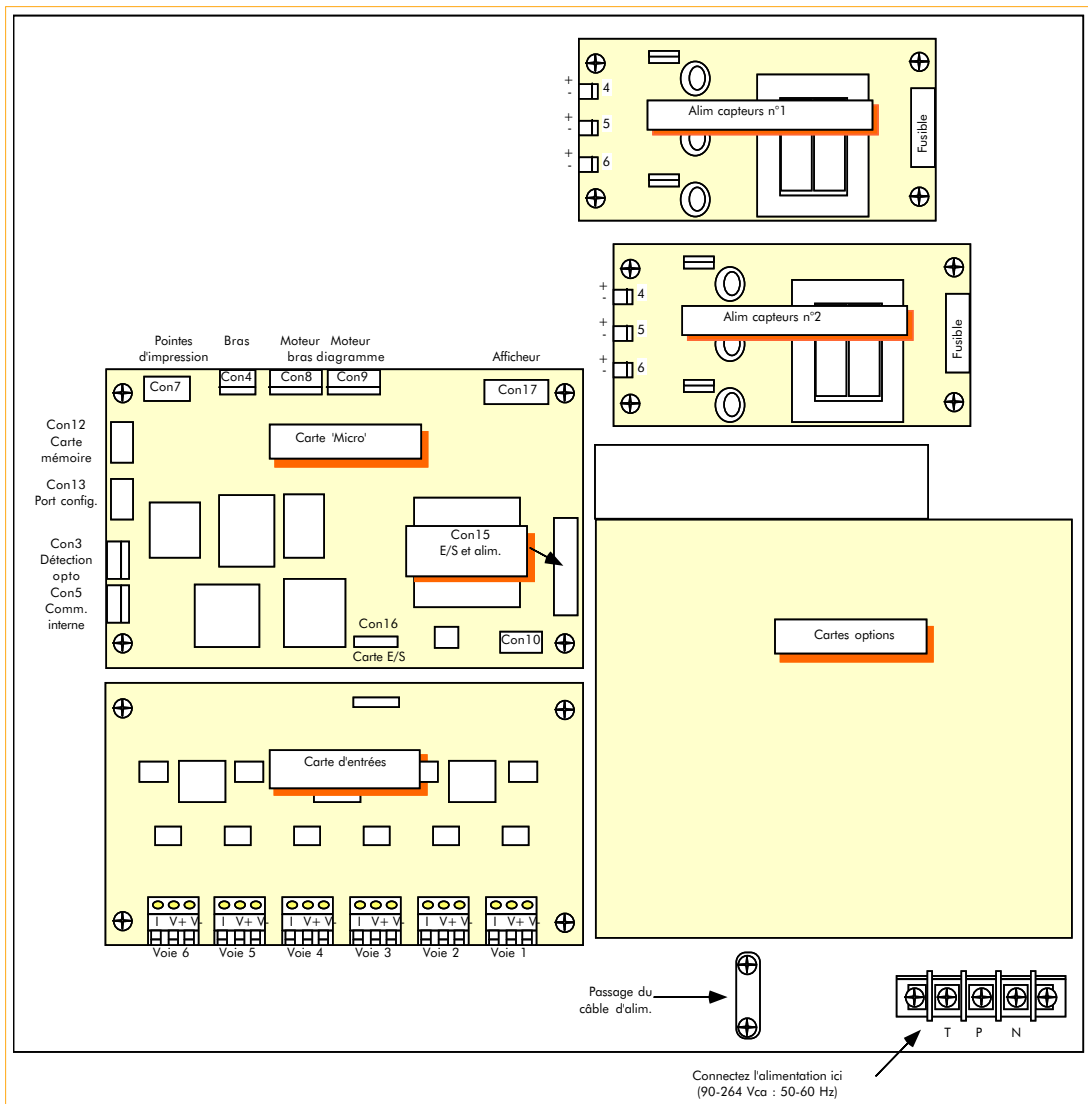 +
- 4
Alim capteurs n°1
Fusible
+
- 5
+
- 6
+
- 4
Alim capteurs n°2
Fusible
+
- 5
+
- 6
Pointes
d'impression
Bras
Moteur Moteur
bras diagramme
Afficheur
Con7
Con4
Con8
Con9
Con17
Con12
Carte
mémoire
Carte 'Micro'
Con13
Port config.
Con15
E/S et alim.
Con3
Détection
opto
Con5
Comm.
interne
Con16
Carte E/S
Con10
Cartes options
Carte d'entrées
I V+ V-
I V+ V-
I V+ V-
I V+ V-
I V+ V-
I V+ V-
Voie 6
Voie 5
Voie 4
Voie 3
Voie 2
Voie 1
Passage du
câble d'alim.
T P N
Connectez l'alimentation ici
(90-264 Vca : 50-60 Hz)